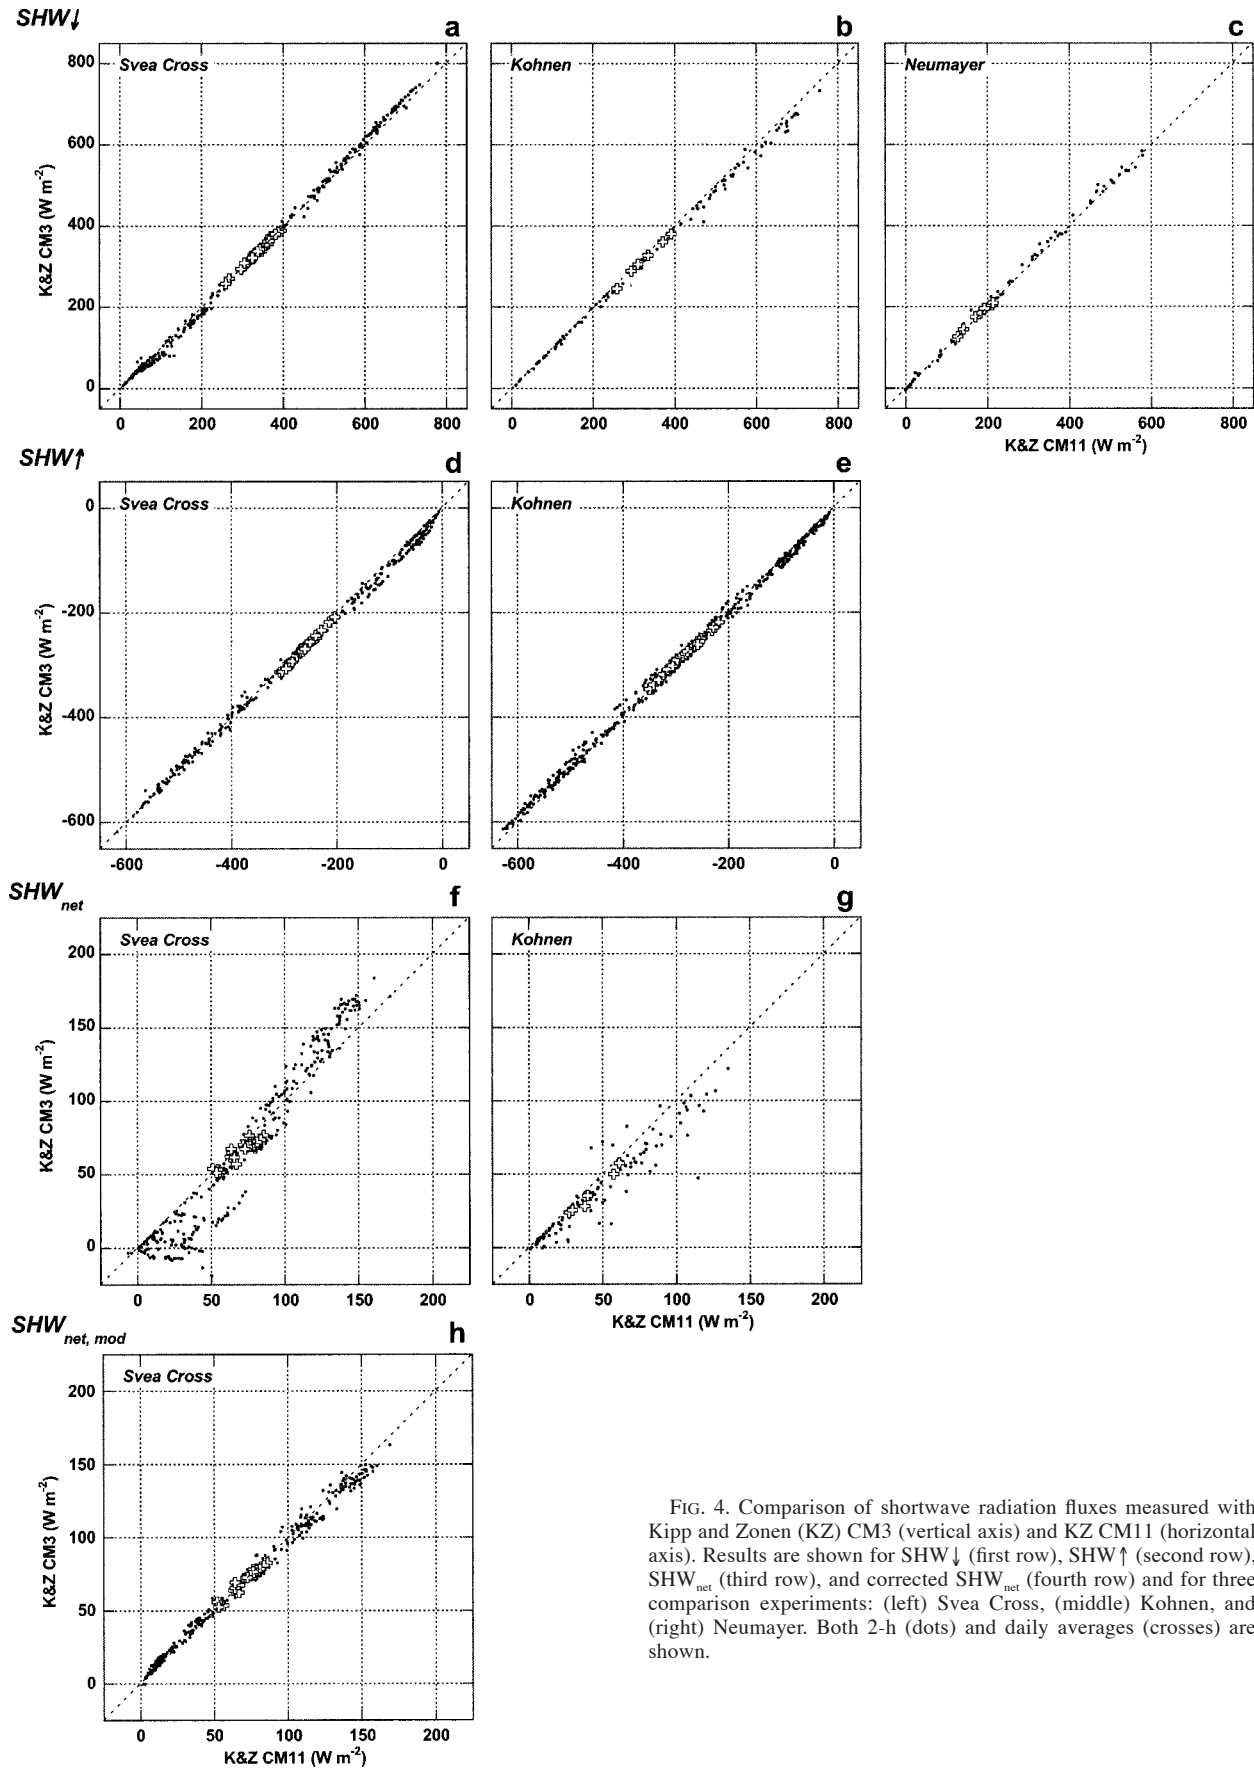 SHW↓
a
b
c
Svea Cross
Kohnen
Neumayer
800
600
400
200
0
K&Z CM3 (W m⁻²)
0 200 400 600 800
0 200 400 600 800
0 200 400 600 800
K&Z CM11 (W m⁻²)
SHW↑
d
e
Svea Cross
Kohnen
0
-200
-400
-600
K&Z CM3 (W m⁻²)
-600 -400 -200 0
-600 -400 -200 0
SHW net
f
g
Svea Cross
Kohnen
200
150
100
50
0
K&Z CM3 (W m⁻²)
0 50 100 150 200
0 50 100 150 200
K&Z CM11 (W m⁻²)
SHW net, mod
h
Svea Cross
200
150
100
50
0
K&Z CM3 (W m⁻²)
0 50 100 150 200
K&Z CM11 (W m⁻²)
FIG. 4. Comparison of shortwave radiation fluxes measured with
Kipp and Zonen (KZ) CM3 (vertical axis) and KZ CM11 (horizontal
axis). Results are shown for SHW↓ (first row), SHW↑ (second row),
SHWnet (third row), and corrected SHWnet (fourth row) and for three
comparison experiments: (left) Svea Cross, (middle) Kohnen, and
(right) Neumayer. Both 2-h (dots) and daily averages (crosses) are
shown.